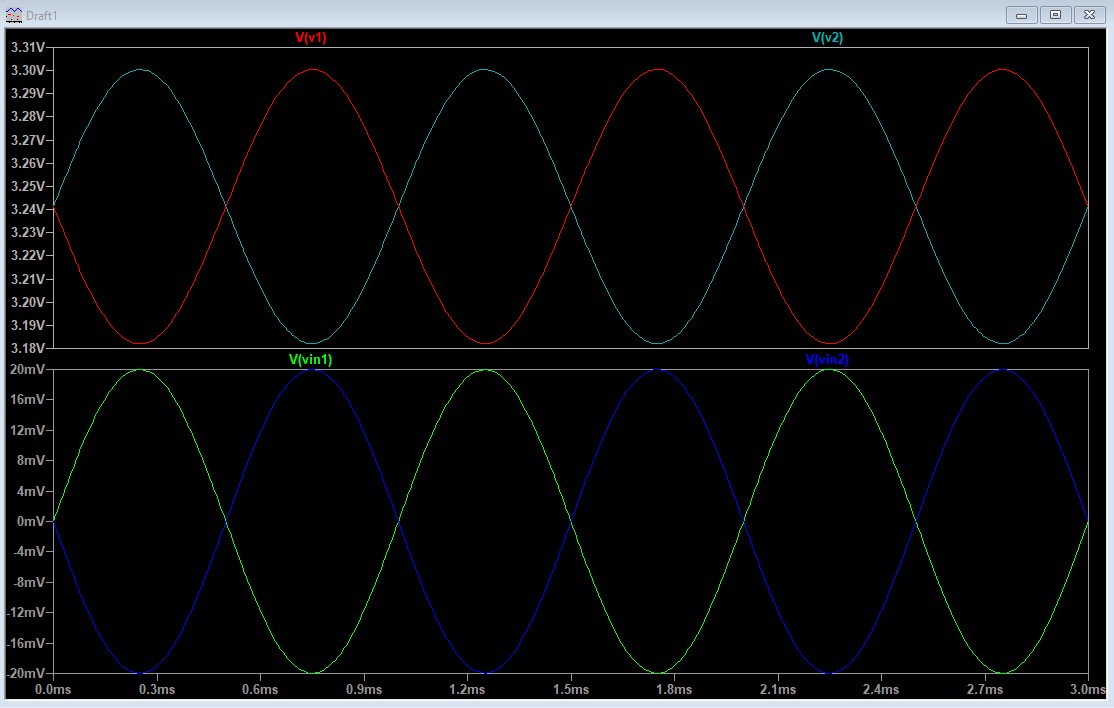 Draft1
V(v1) V(v2)
3.31V
3.30V
3.29V
3.28V
3.27V
3.26V
3.25V
3.24V
3.23V
3.22V
3.21V
3.20V
3.19V
3.18V
V(vin1) V(vin2)
20mV
16mV
12mV
8mV
4mV
0mV
-4mV
-8mV
-12mV
-16mV
-20mV
0.0ms 0.3ms 0.6ms 0.9ms 1.2ms 1.5ms 1.8ms 2.1ms 2.4ms 2.7ms 3.0ms